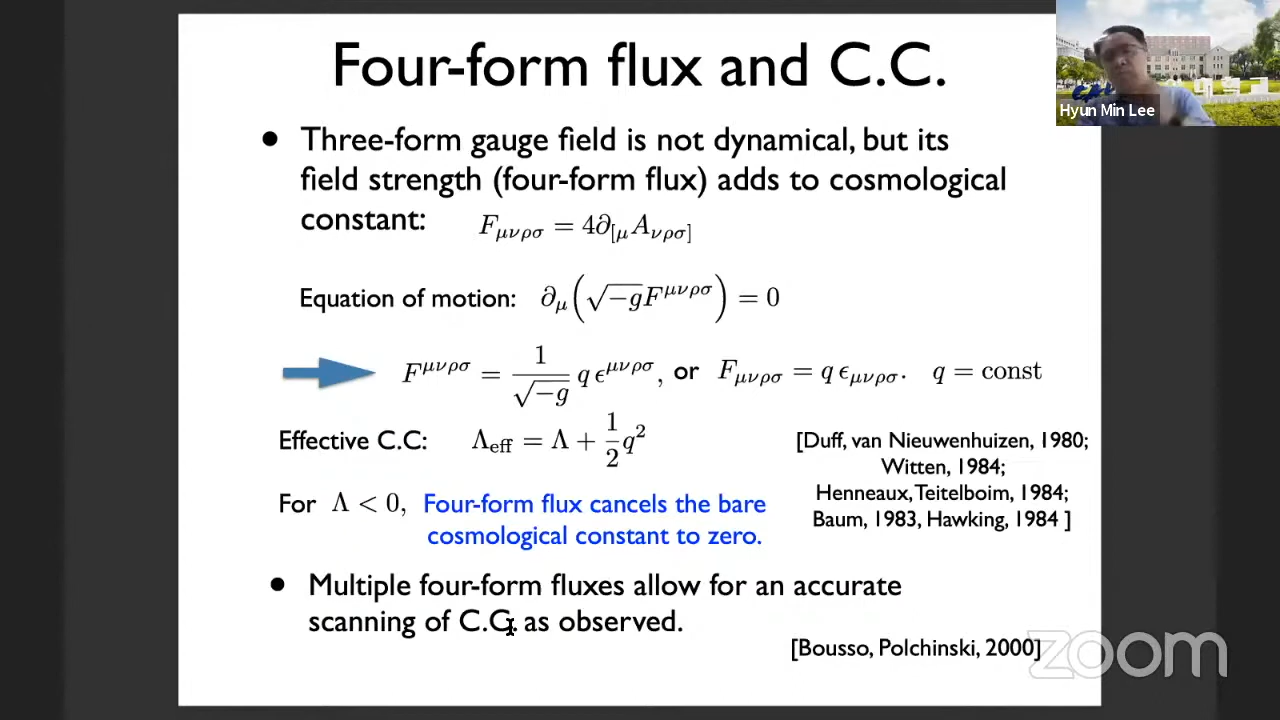 Four-form flux and C.C.
Hyun Min Lee
• Three-form gauge field is not dynamical, but its
field strength (four-form flux) adds to cosmological
constant: F_{μνρσ} = 4∂_{[μ}A_{νρσ]}
Equation of motion: ∂_μ(√−g F^{μνρσ}) = 0
F^{μνρσ} = 1/√−g q ε^{μνρσ}, or F_{μνρσ} = q ε_{μνρσ}. q = const
Effective C.C: Λ_eff = Λ + 1/2 q²
[Duff, van Nieuwenhuizen, 1980;
Witten, 1984;
Henneaux, Teitelboim, 1984;
Baum, 1983, Hawking, 1984 ]
For Λ < 0, Four-form flux cancels the bare
cosmological constant to zero.
• Multiple four-form fluxes allow for an accurate
scanning of C.C. as observed.
[Bousso, Polchinski, 2000]
zoom